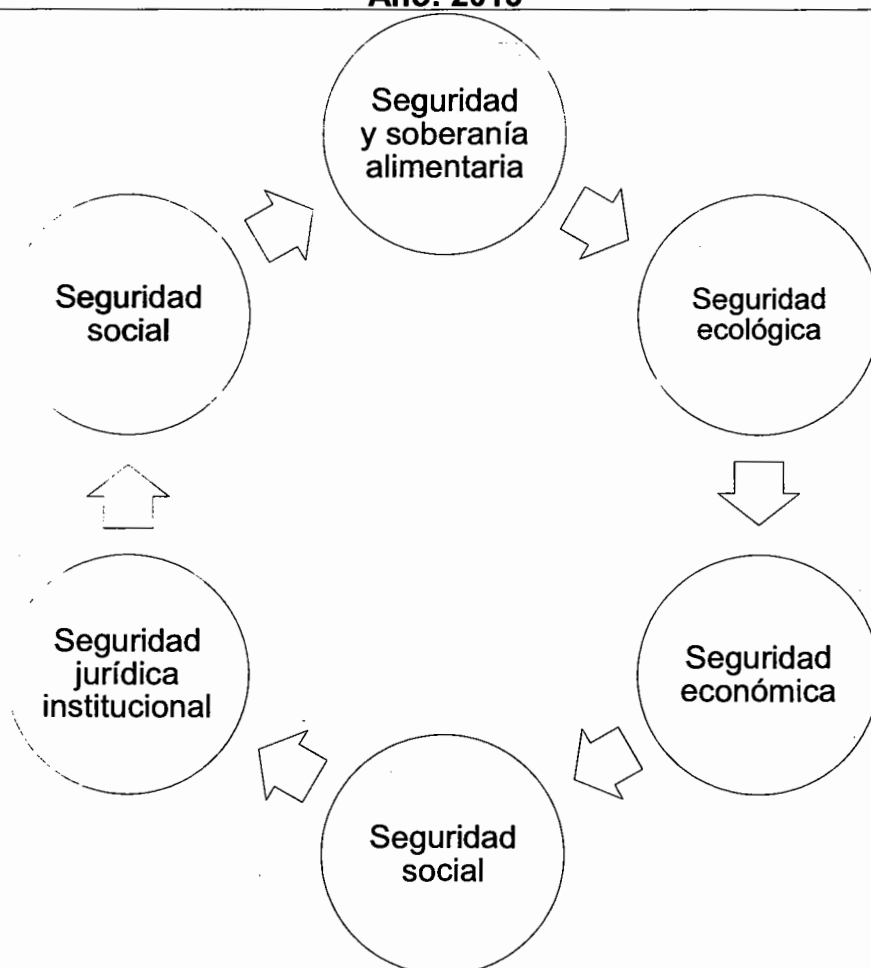 Seguridad
y soberanía
alimentaria
Seguridad
ecológica
Seguridad
económica
Seguridad
social
Seguridad
jurídica
institucional
Seguridad
social